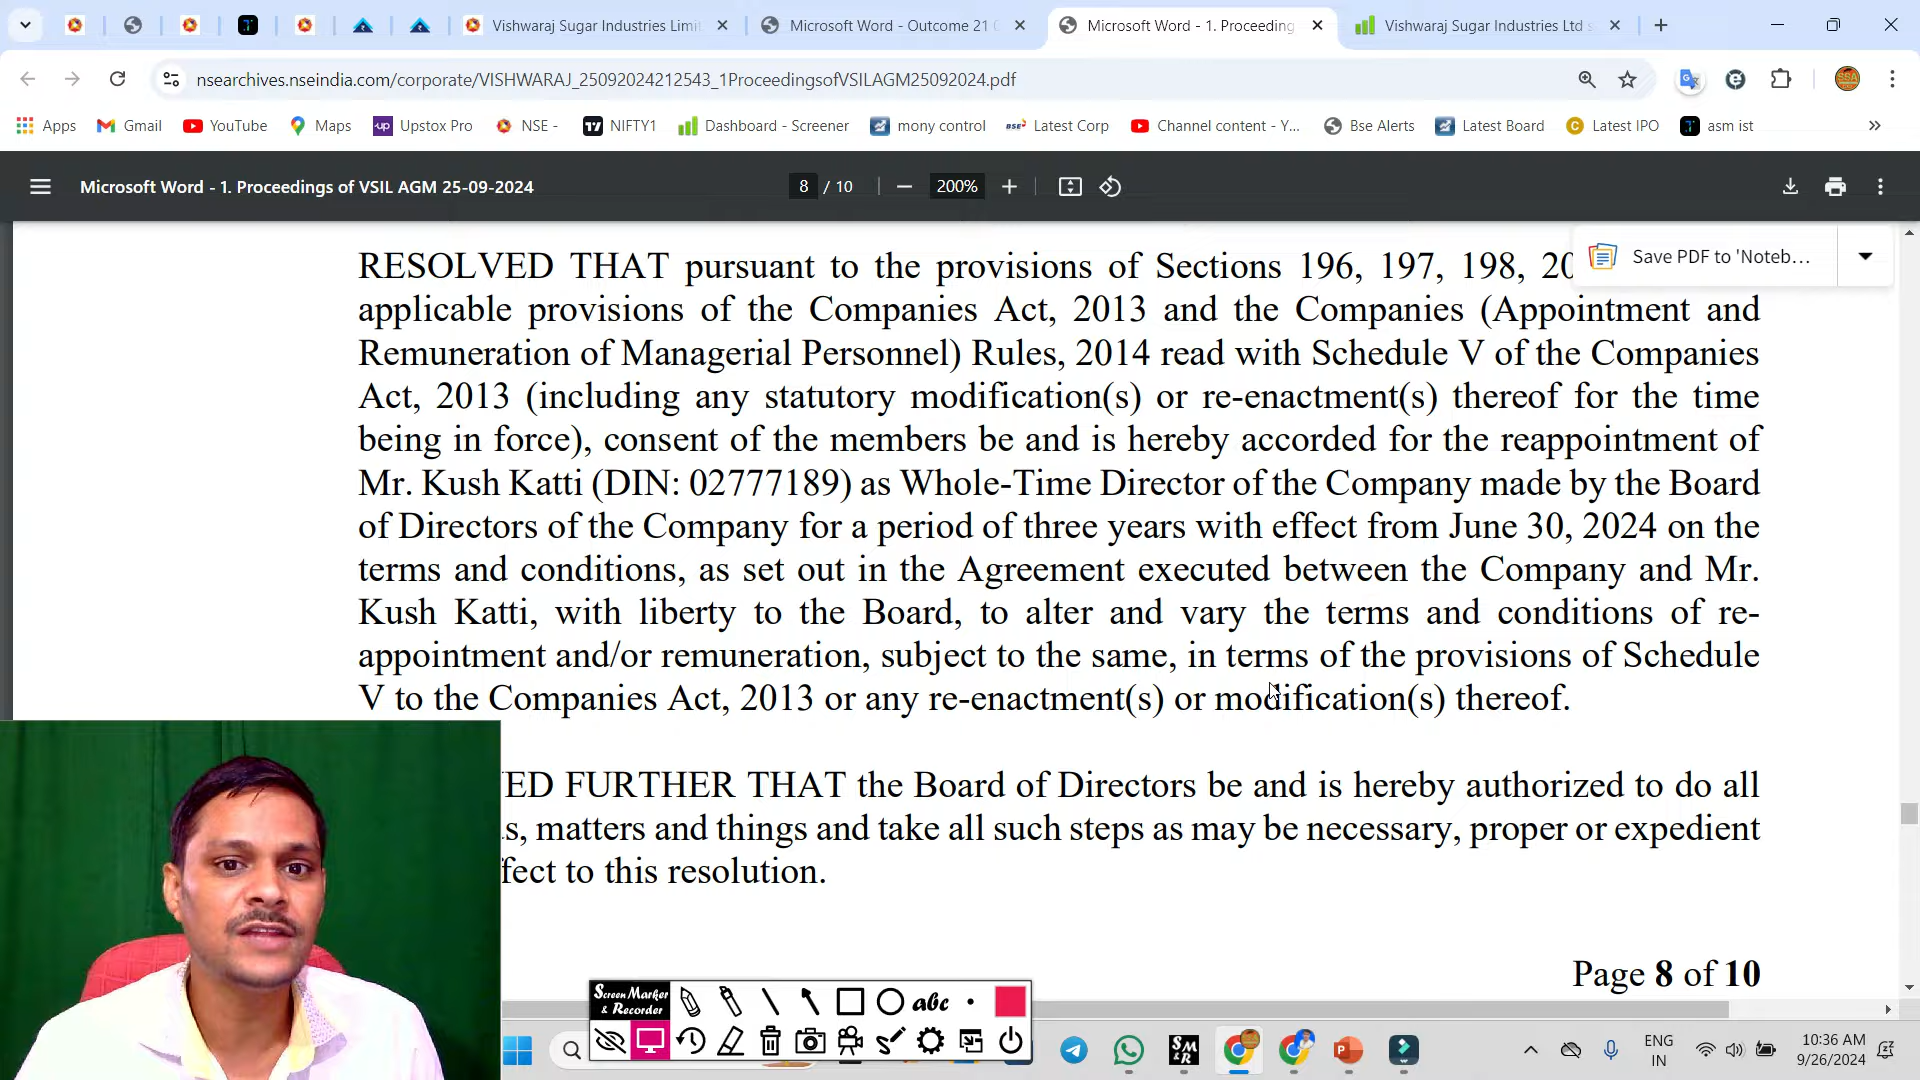 Vishwaraj Sugar Industries Limi
Microsoft Word - Outcome 21
Microsoft Word - 1. Proceeding
Vishwaraj Sugar Industries Ltd s
nsearchives.nseindia.com/corporate/VISHWARAJ_25092024212543_1ProceedingsofVSILAGM25092024.pdf
Apps
Gmail
YouTube
Maps
up
Upstox Pro
NSE -
NIFTY1
Dashboard - Screener
mony control
BSE
Latest Corp
Channel content - Y...
Bse Alerts
Latest Board
Latest IPO
asm ist
Microsoft Word - 1. Proceedings of VSIL AGM 25-09-2024
8 / 10
200%
Save PDF to 'Noteb...
RESOLVED THAT pursuant to the provisions of Sections 196, 197, 198, 20
applicable provisions of the Companies Act, 2013 and the Companies (Appointment and
Remuneration of Managerial Personnel) Rules, 2014 read with Schedule V of the Companies
Act, 2013 (including any statutory modification(s) or re-enactment(s) thereof for the time
being in force), consent of the members be and is hereby accorded for the reappointment of
Mr. Kush Katti (DIN: 02777189) as Whole-Time Director of the Company made by the Board
of Directors of the Company for a period of three years with effect from June 30, 2024 on the
terms and conditions, as set out in the Agreement executed between the Company and Mr.
Kush Katti, with liberty to the Board, to alter and vary the terms and conditions of re-
appointment and/or remuneration, subject to the same, in terms of the provisions of Schedule
V to the Companies Act, 2013 or any re-enactment(s) or modification(s) thereof.
ED FURTHER THAT the Board of Directors be and is hereby authorized to do all
s, matters and things and take all such steps as may be necessary, proper or expedient
fect to this resolution.
Page 8 of 10
Screen Marker
& Recorder
abc
SM
&R
ENG
IN
10:36 AM
9/26/2024